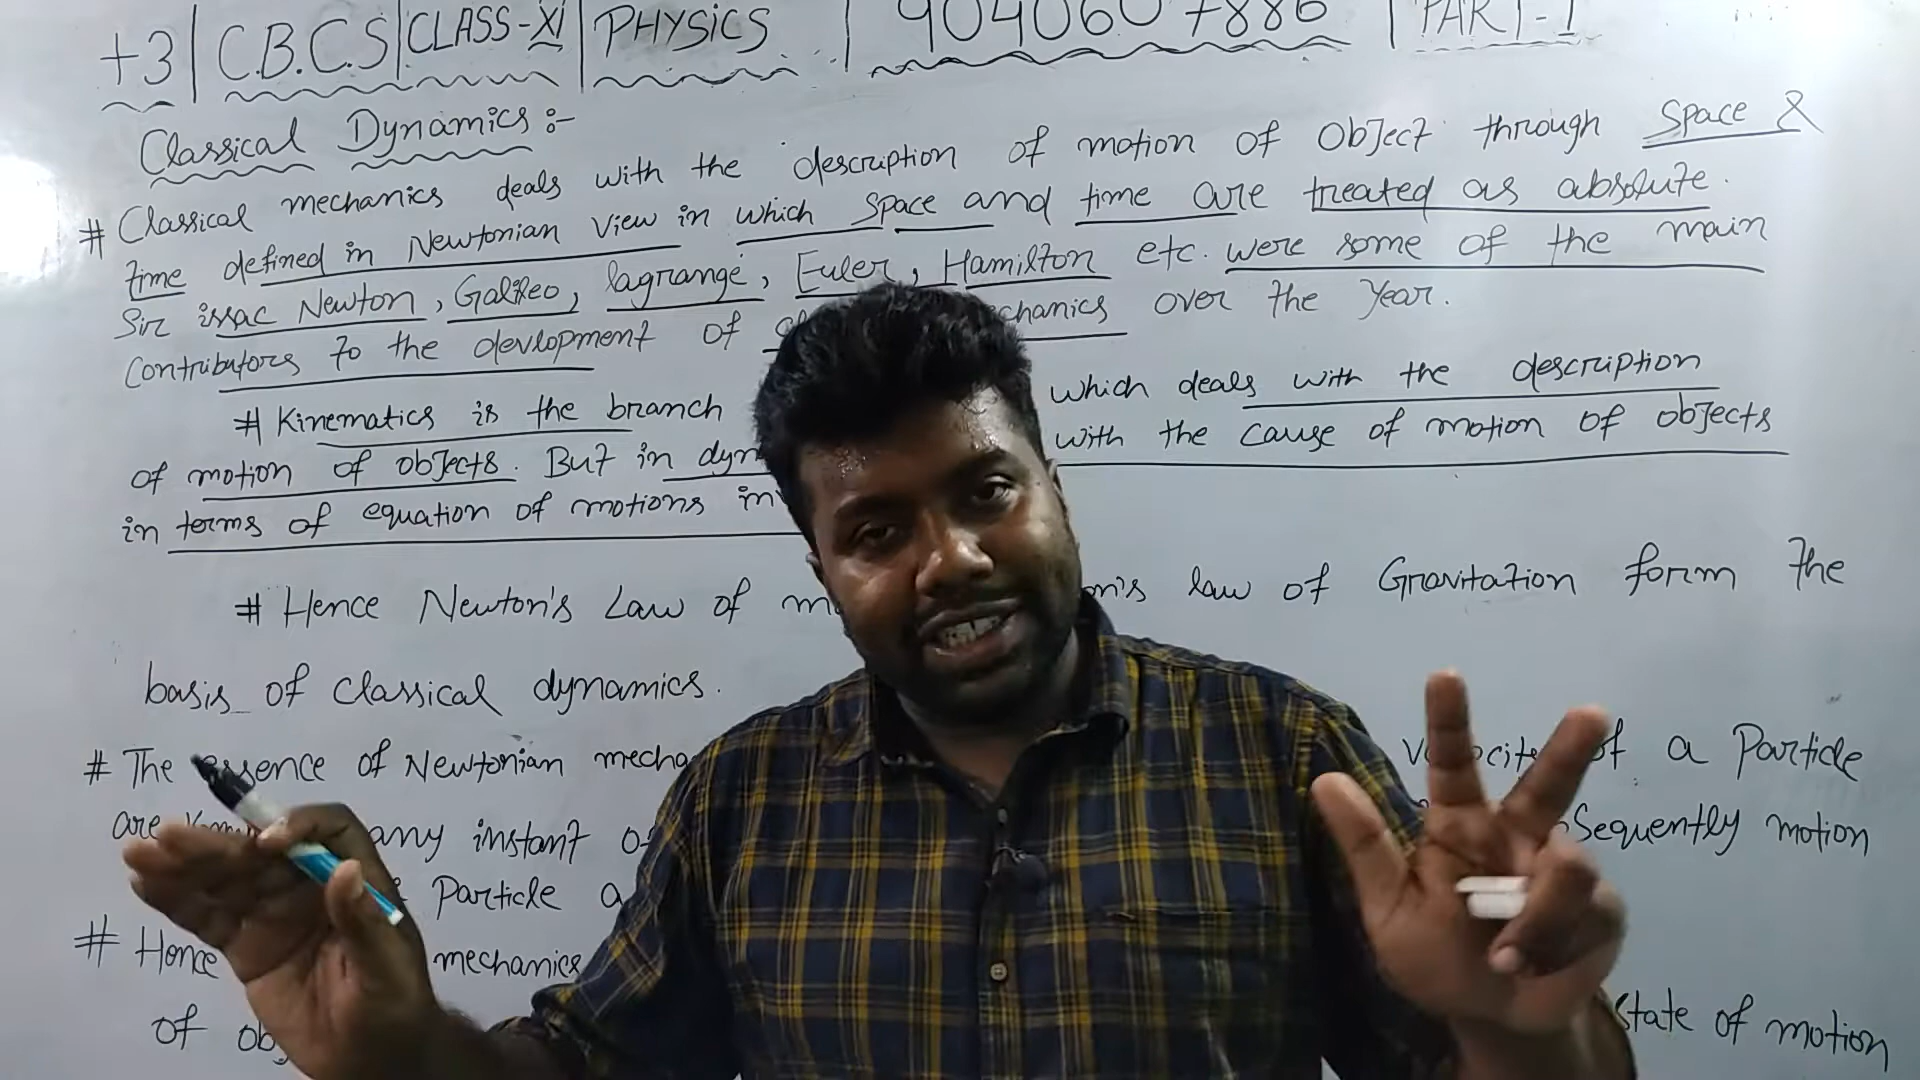 +3 | C.B.C.S | CLASS-XI | PHYSICS | 9040607886 | PART-I
Classical Dynamics :-
# Classical mechanics deals with the description of motion of Object through Space &
time defined in Newtonian View in which Space and time are treated as absolute.
Sir issac Newton, Galileo, lagrange, Euler, Hamilton etc. were some of the main
Contributors to the devlopment of chanics over the Year.
# Kinematics is the branch which deals with the description
of motion of objects. But in dyn with the cause of motion of objects
in terms of equation of motions in
# Hence Newton's Law of m law of Gravitation form the
basis of classical dynamics.
# The essence of Newtonian mecha of a Particle
are any instant of sequently motion
Particle a
# Hence mechanics
of obj state of motion